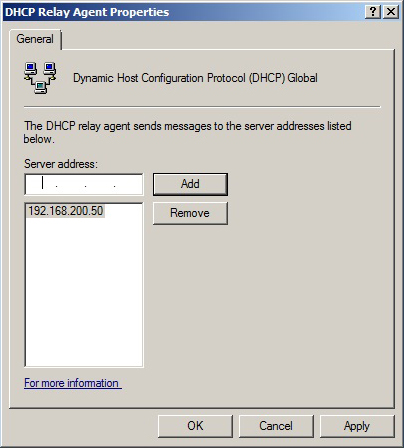 DHCP Relay Agent Properties
General
Dynamic Host Configuration Protocol (DHCP) Global
The DHCP relay agent sends messages to the server addresses listed
below.
Server address:
. . .
Add
192.168.200.50
Remove
For more information
OK
Cancel
Apply